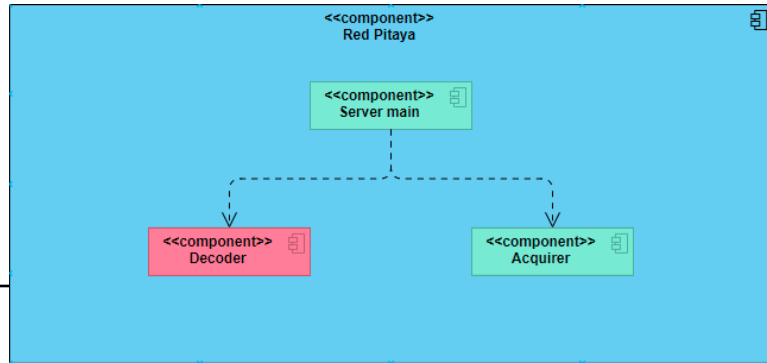 <<component>>
Red Pitaya
<<component>>
Server main
<<component>>
Decoder
<<component>>
Acquirer